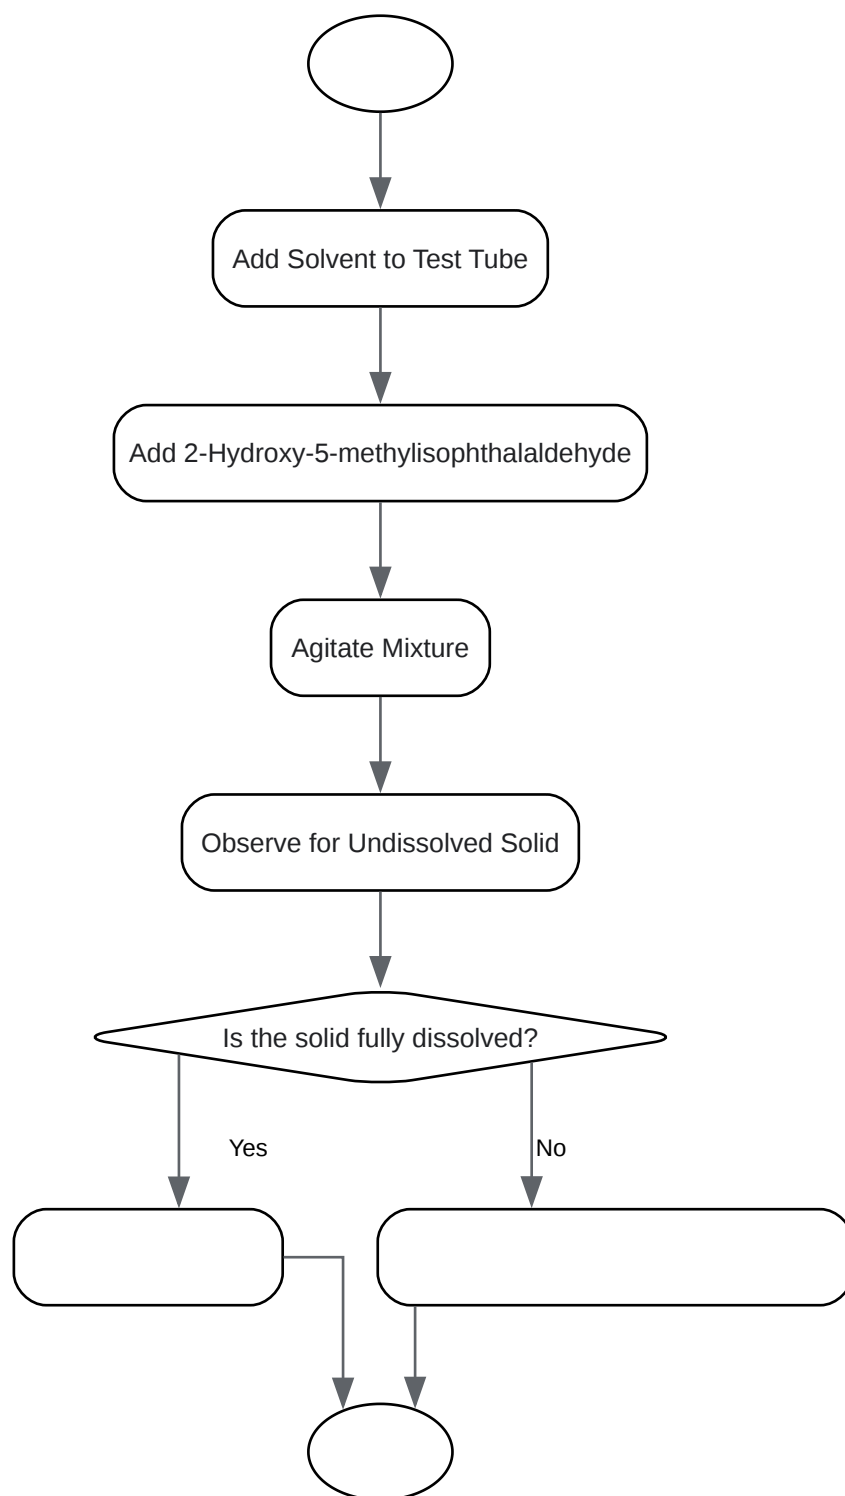 Add Solvent to Test Tube
Add 2-Hydroxy-5-methylisophthalaldehyde
Agitate Mixture
Observe for Undissolved Solid
Is the solid fully dissolved?
Yes
No